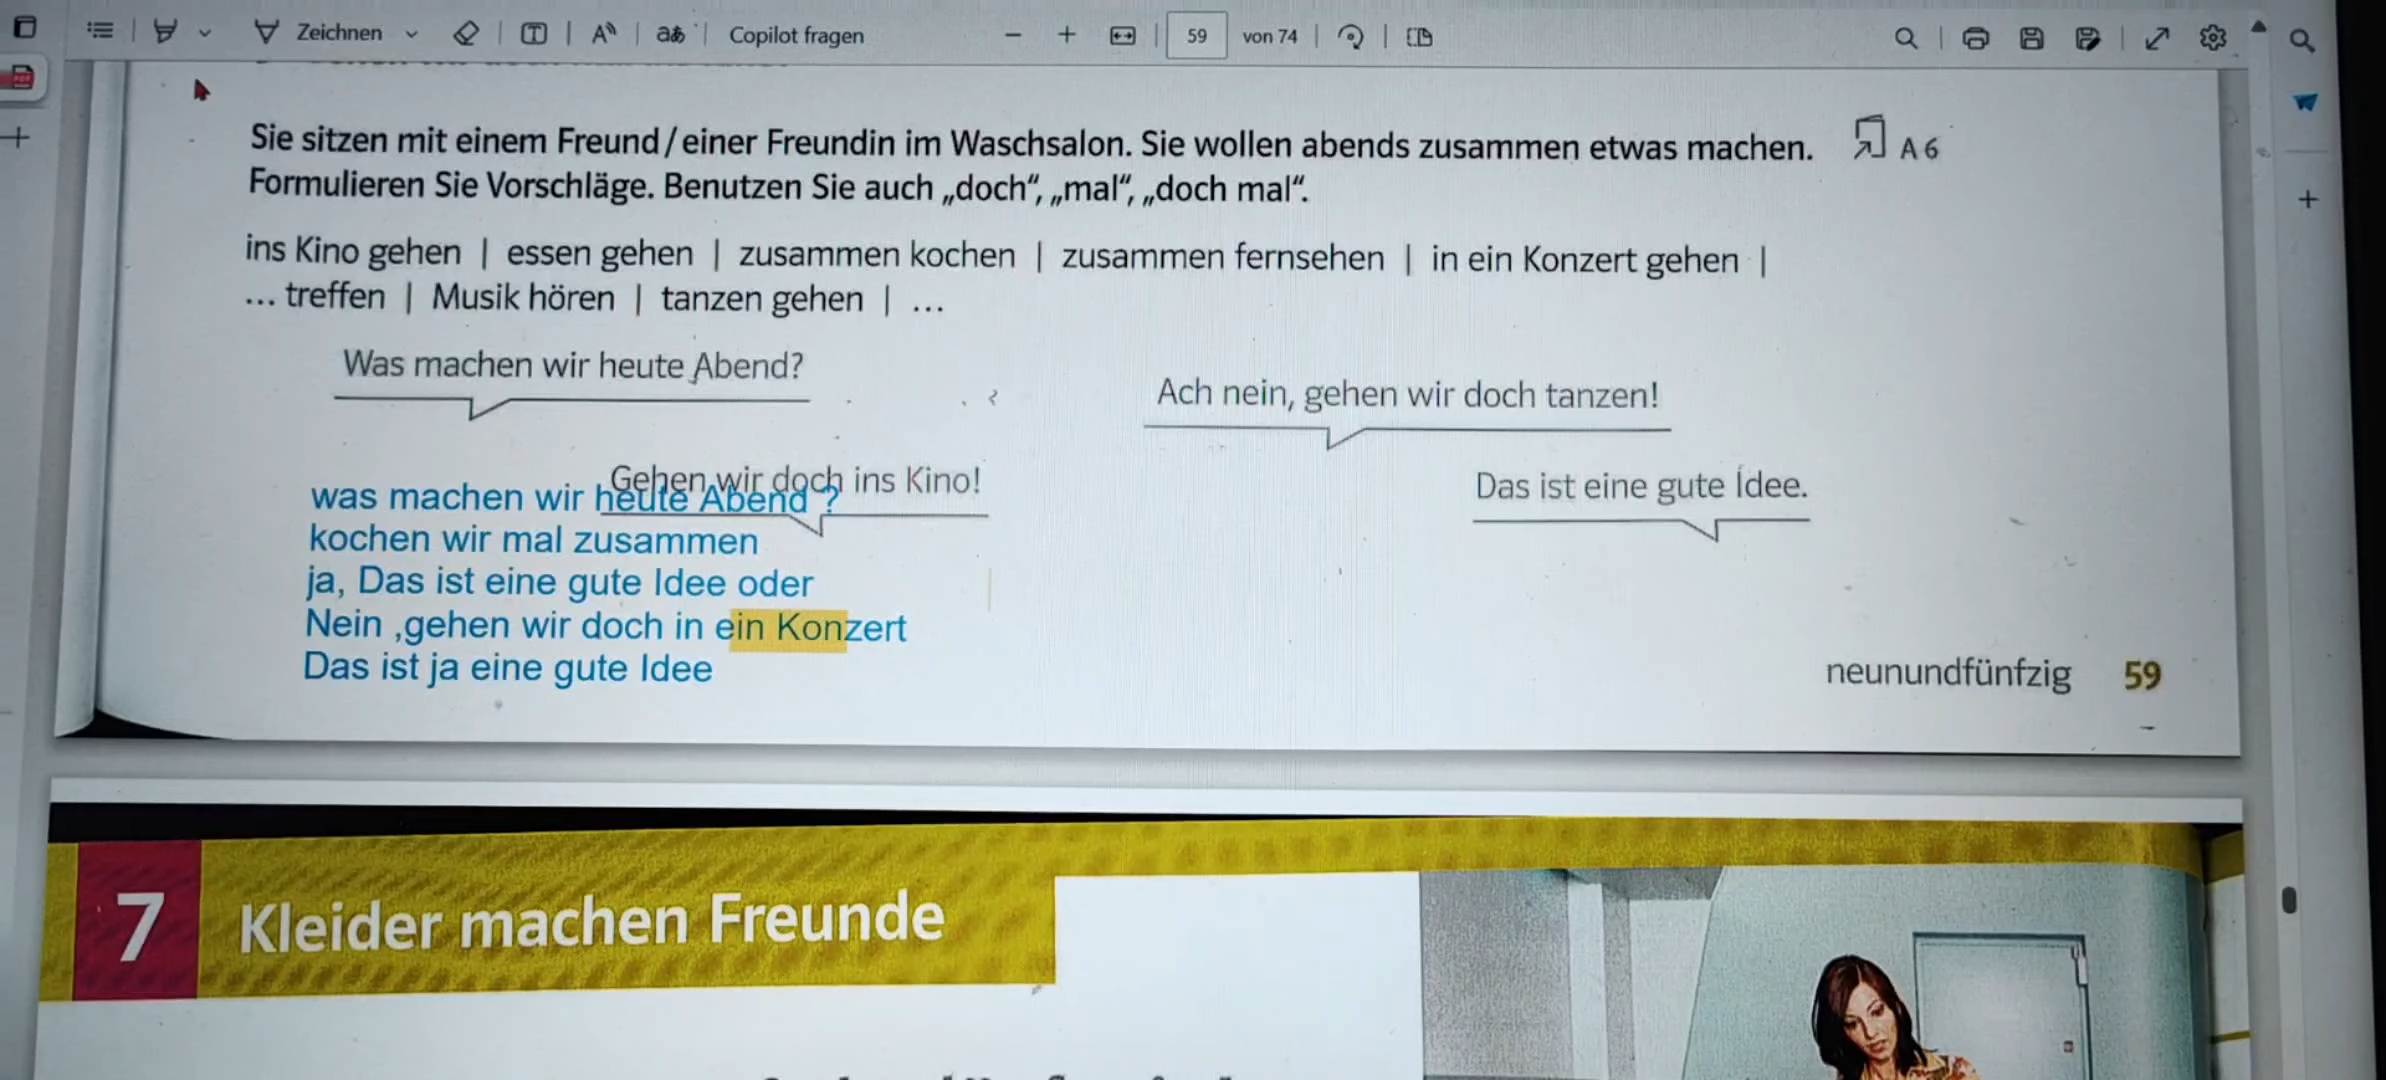 Zeichnen
Copilot fragen
59
von 74
Sie sitzen mit einem Freund/einer Freundin im Waschsalon. Sie wollen abends zusammen etwas machen.
A 6
Formulieren Sie Vorschläge. Benutzen Sie auch „doch“, „mal“, „doch mal“.
ins Kino gehen | essen gehen | zusammen kochen | zusammen fernsehen | in ein Konzert gehen |
... treffen | Musik hören | tanzen gehen | ...
Was machen wir heute Abend?
Ach nein, gehen wir doch tanzen!
Gehen wir doch ins Kino!
Das ist eine gute Idee.
was machen wir heute Abend ?
kochen wir mal zusammen
ja, Das ist eine gute Idee oder
Nein ,gehen wir doch in ein Konzert
Das ist ja eine gute Idee
neunundfünfzig 59
7 Kleider machen Freunde